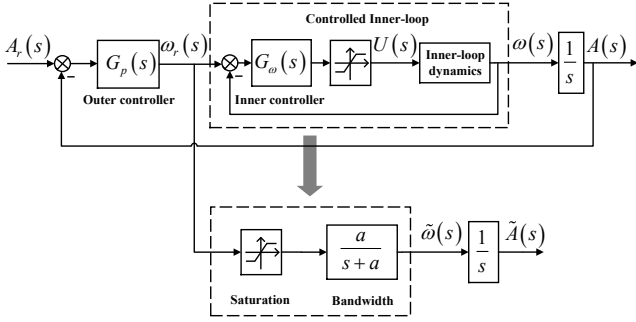 Controlled Inner-loop
A_r(s)
G_p(s)
ω_r(s)
G_ω(s)
U(s)
Inner-loop
dynamics
ω(s)
1/s
A(s)
−
−
Outer controller
Inner controller
a/(s+a)
ω̃(s)
1/s
Ã(s)
Saturation
Bandwidth